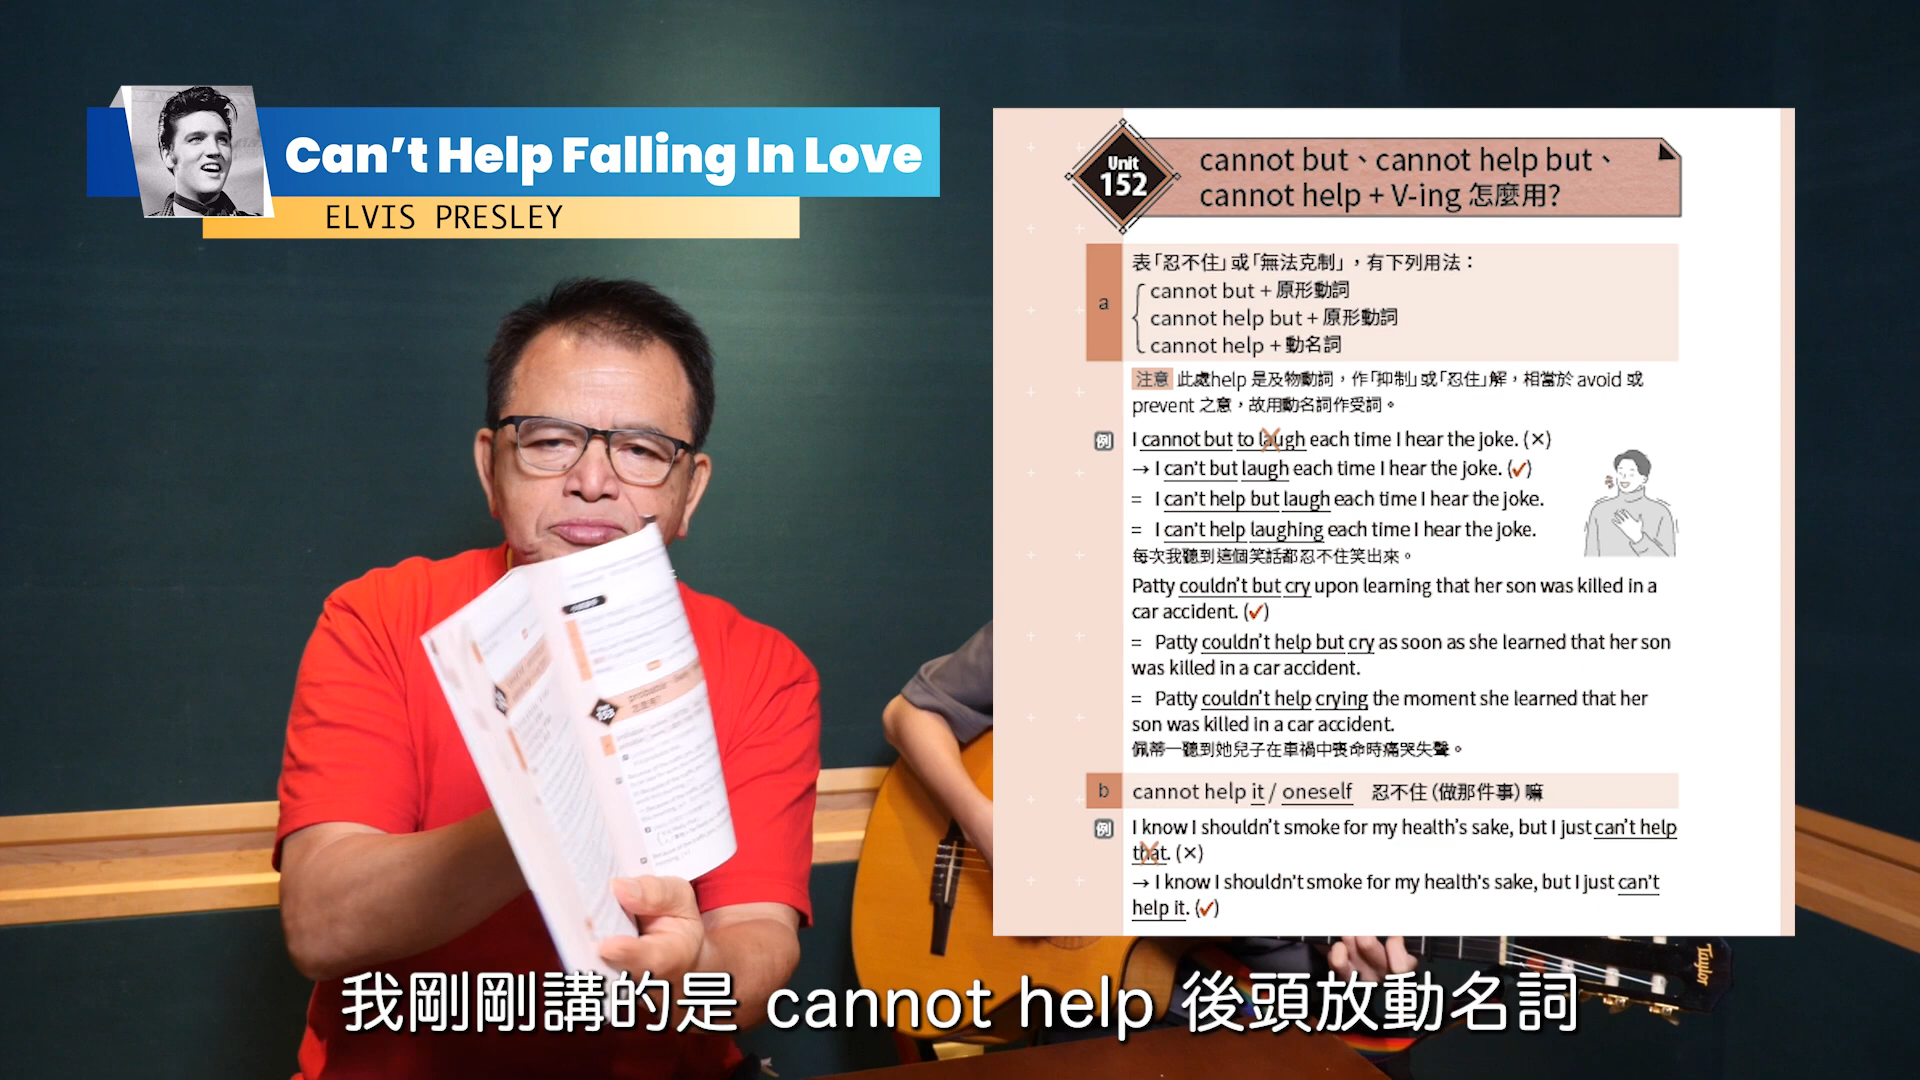 Can't Help Falling In Love
ELVIS PRESLEY
Unit
152
cannot but、cannot help but、
cannot help + V-ing 怎麼用?
a
表「忍不住」或「無法克制」，有下列用法：
cannot but + 原形動詞
cannot help but + 原形動詞
cannot help + 動名詞
注意 此處help 是及物動詞，作「抑制」或「忍住」解，相當於 avoid 或
prevent 之意，故用動名詞作受詞。
例 I cannot but to laugh each time I hear the joke. (×)
→ I can't but laugh each time I hear the joke. (✓)
= I can't help but laugh each time I hear the joke.
= I can't help laughing each time I hear the joke.
每次我聽到這個笑話都忍不住笑出來。
Patty couldn't but cry upon learning that her son was killed in a
car accident. (✓)
= Patty couldn't help but cry as soon as she learned that her son
was killed in a car accident.
= Patty couldn't help crying the moment she learned that her
son was killed in a car accident.
佩蒂一聽到她兒子在車禍中喪命時痛哭失聲。
b cannot help it / oneself 忍不住 (做那件事) 嘛
例 I know I shouldn't smoke for my health's sake, but I just can't help
that. (×)
→ I know I shouldn't smoke for my health's sake, but I just can't
help it. (✓)
Taylor
我剛剛講的是 cannot help 後頭放動名詞